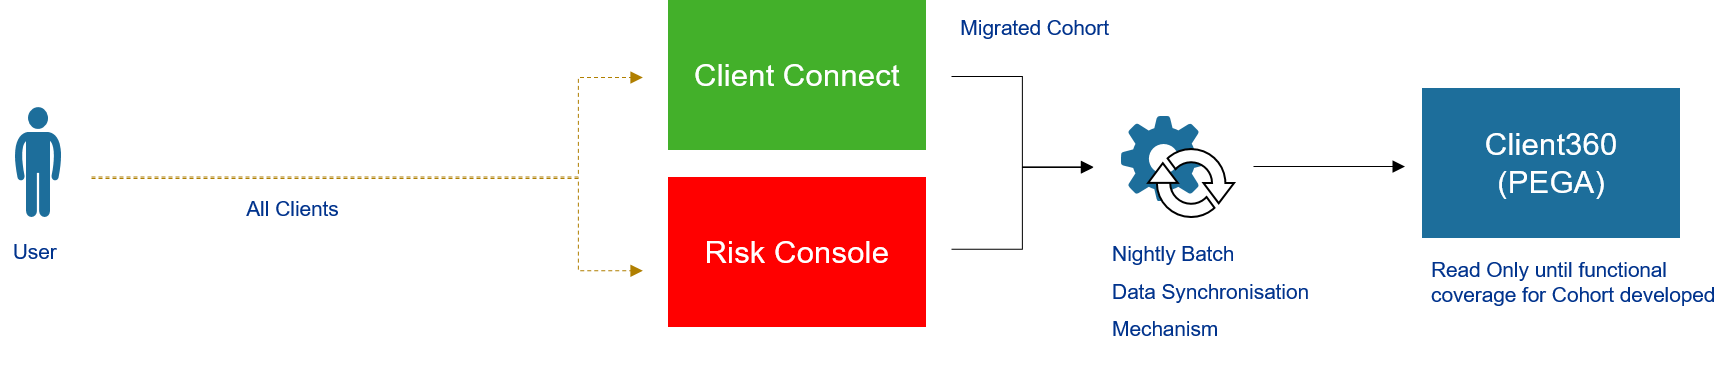 User
All Clients
Client Connect
Risk Console
Migrated Cohort
Nightly Batch
Data Synchronisation
Mechanism
Client360
(PEGA)
Read Only until functional
coverage for Cohort developed